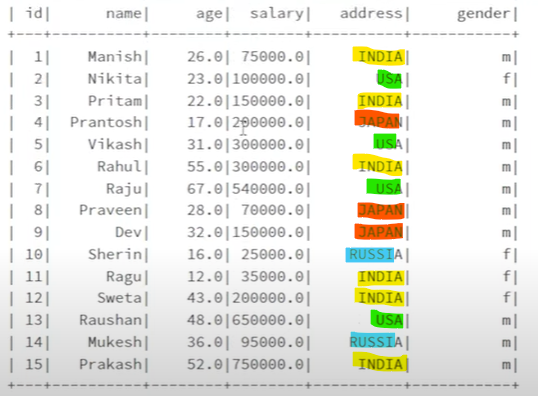 | id| name| age| salary| address| gender|
+---+---+---+---+---+---+
| 1| Manish| 26.0| 75000.0| INDIA| m|
| 2| Nikita| 23.0|100000.0| USA| f|
| 3| Pritam| 22.0|150000.0| INDIA| m|
| 4| Prantosh| 17.0|200000.0| JAPAN| m|
| 5| Vikash| 31.0|300000.0| USA| m|
| 6| Rahul| 55.0|300000.0| INDIA| m|
| 7| Raju| 67.0|540000.0| USA| m|
| 8| Praveen| 28.0| 70000.0| JAPAN| m|
| 9| Dev| 32.0|150000.0| JAPAN| m|
| 10| Sherin| 16.0| 25000.0| RUSSIA| f|
| 11| Ragu| 12.0| 35000.0| INDIA| f|
| 12| Sweta| 43.0|200000.0| INDIA| f|
| 13| Raushan| 48.0|650000.0| USA| m|
| 14| Mukesh| 36.0| 95000.0| RUSSIA| m|
| 15| Prakash| 52.0|750000.0| INDIA| m|
+---+---+---+---+---+---+